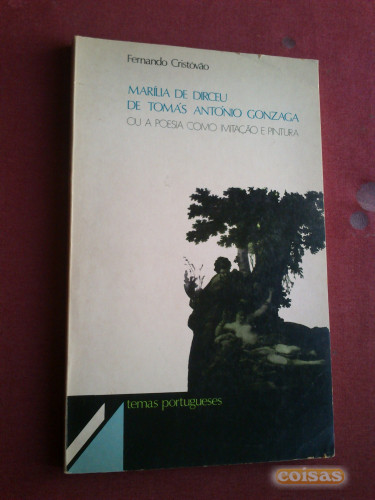 Fernando Cristóvão
MARÍLIA DE DIRCEU
DE TOMÁS ANTÓNIO GONZAGA
OU A POESIA COMO IMITAÇÃO E PINTURA
temas portugueses
coisas